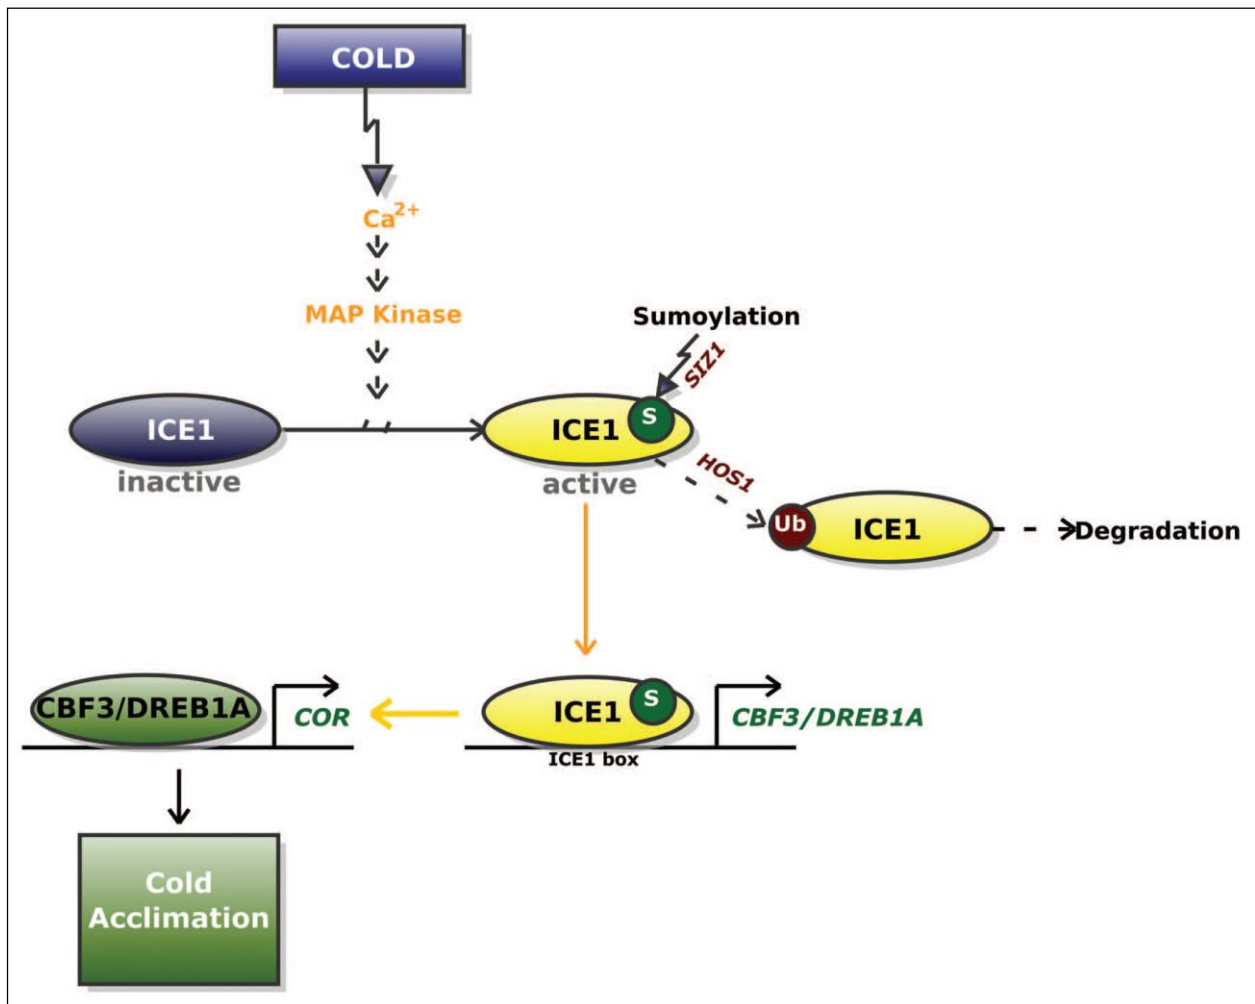 COLD
Ca2+
MAP Kinase
Sumoylation
SIZ1
S
ICE1
inactive
ICE1
active
HOS1
Ub
ICE1
Degradation
CBF3/DREB1A
COR
ICE1
S
CBF3/DREB1A
ICE1 box
Cold
Acclimation